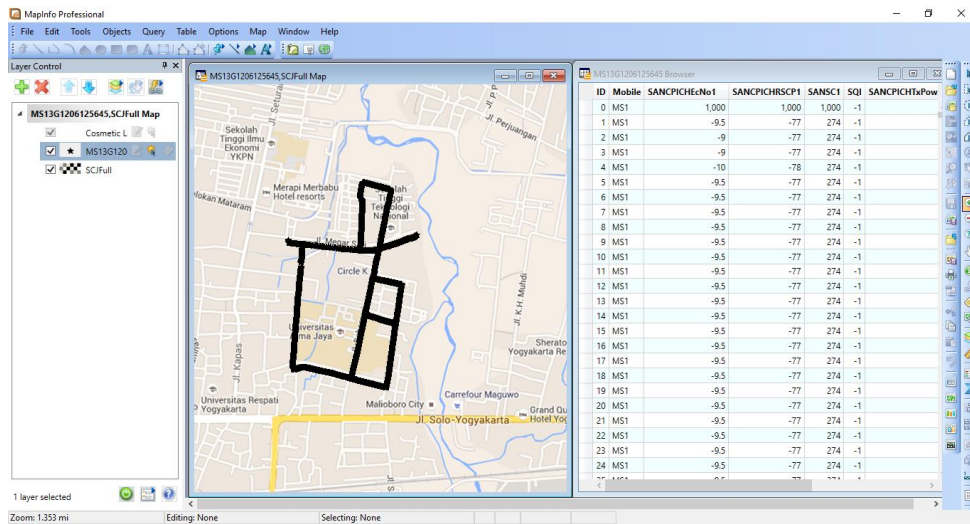 MapInfo Professional
File Edit Tools Objects Query Table Options Map Window Help
Layer Control
MS13G1206125645,SCJFull Map
Cosmetic L
MS13G120
SCJFull
1 layer selected
MS13G1206125645,SCJFull Map
Jl. Seturan
Jl. P.P
Jl. Perjuangan
Sekolah
Tinggi Ilmu
Ekonomi
YKPN
Merapi Merbabu
Hotel resorts
Tinggi
Teknologi
Nasional
Mataram
Circle K
Jl. K.H. Muhdi
Universitas
Jaya
Jl. Kapas
Sherato
Yogyakarta Re
Universitas Respati
Yogyakarta
Malioboro City
Carrefour Maguwo
Grand Qu
Hotel Yog
Jl. Solo-Yogyakarta
MS13G1206125645 Browser
ID Mobile SANCPICHEcNo1 SANCPICHRSCP1 SANSC1 SQI SANCPICHTxPow
0 MS1 1,000 1,000 1,000 -1
1 MS1 -9.5 -77 274 -1
2 MS1 -9 -77 274 -1
3 MS1 -9 -77 274 -1
4 MS1 -10 -78 274 -1
5 MS1 -9.5 -77 274 -1
6 MS1 -9.5 -77 274 -1
7 MS1 -9.5 -77 274 -1
8 MS1 -9.5 -77 274 -1
9 MS1 -9.5 -77 274 -1
10 MS1 -9.5 -77 274 -1
11 MS1 -9.5 -77 274 -1
12 MS1 -9.5 -77 274 -1
13 MS1 -9.5 -77 274 -1
14 MS1 -9.5 -77 274 -1
15 MS1 -9.5 -77 274 -1
16 MS1 -9.5 -77 274 -1
17 MS1 -9.5 -77 274 -1
18 MS1 -9.5 -77 274 -1
19 MS1 -9.5 -77 274 -1
20 MS1 -9.5 -77 274 -1
21 MS1 -9.5 -77 274 -1
22 MS1 -9.5 -77 274 -1
23 MS1 -9.5 -77 274 -1
24 MS1 -9.5 -77 274 -1
Zoom: 1.353 mi Editing: None Selecting: None